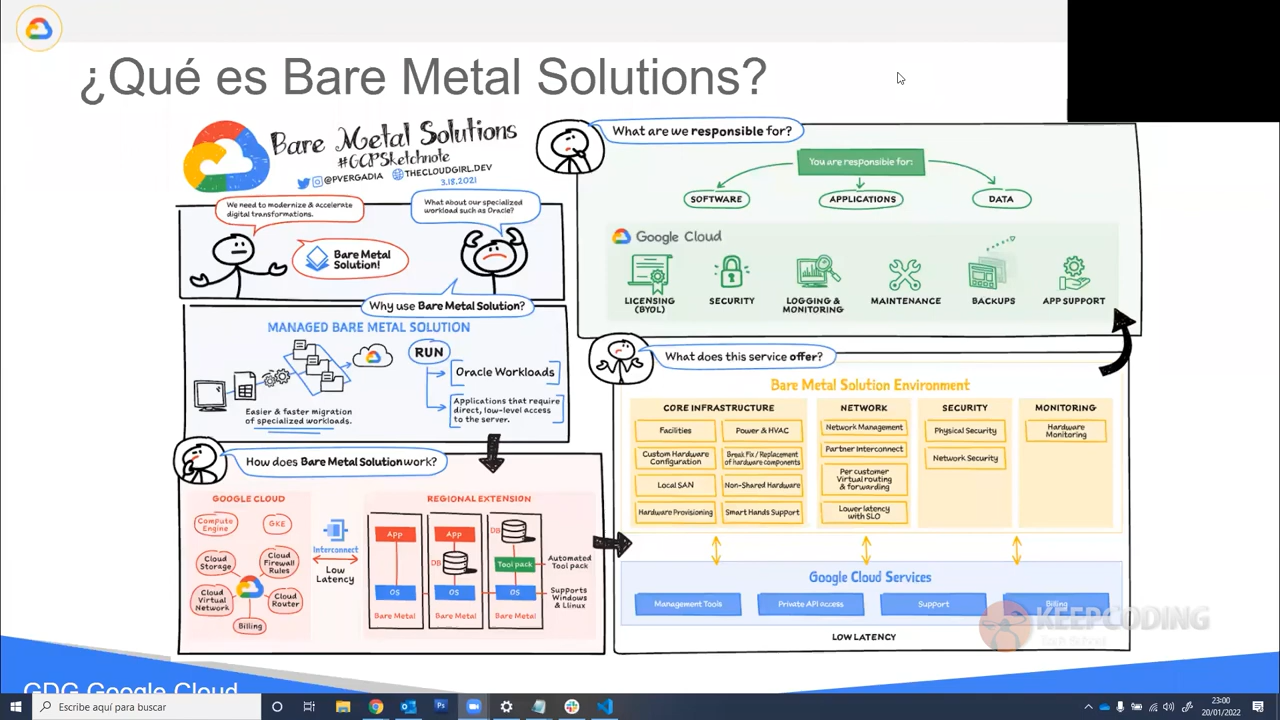 ¿Qué es Bare Metal Solutions?
Bare Metal Solutions
#GCPSketchnote
@PVERGADIA
THECLOUDGIRL.DEV
3.18.2021
We need to modernize & accelerate
digital transformations.
What about our specialized
workload such as Oracle?
Bare Metal
Solution!
Why use Bare Metal Solution?
MANAGED BARE METAL SOLUTION
RUN
Oracle Workloads
Applications that require
direct, low-level access
to the server.
Easier & faster migration
of specialized workloads.
How does Bare Metal Solution work?
GOOGLE CLOUD
Compute
Engine
GKE
Cloud
Storage
Cloud
Firewall
Rules
Cloud
Virtual
Network
Cloud
Router
Billing
Interconnect
Low
Latency
REGIONAL EXTENSION
App
OS
Bare Metal
App
DB
OS
Bare Metal
DB
Tool pack
OS
Bare Metal
Automated
Tool pack
Supports
Windows
& Llinux
What are we responsible for?
You are responsible for:
SOFTWARE
APPLICATIONS
DATA
Google Cloud
LICENSING
(BYOL)
SECURITY
LOGGING &
MONITORING
MAINTENANCE
BACKUPS
APP SUPPORT
What does this service offer?
Bare Metal Solution Environment
CORE INFRASTRUCTURE
Facilities
Power & HVAC
Custom Hardware
Configuration
Break Fix / Replacement
of hardware components
Local SAN
Non-Shared Hardware
Hardware Provisioning
Smart Hands Support
NETWORK
Network Management
Partner Interconnect
Per customer
Virtual routing
& forwarding
Lower latency
with SLO
SECURITY
Physical Security
Network Security
MONITORING
Hardware
Monitoring
Google Cloud Services
Management Tools
Private API access
Support
Billing
LOW LATENCY
KEEPCODING
Tech School
GDG Google Cloud
Escribe aquí para buscar
23:00
20/01/2022